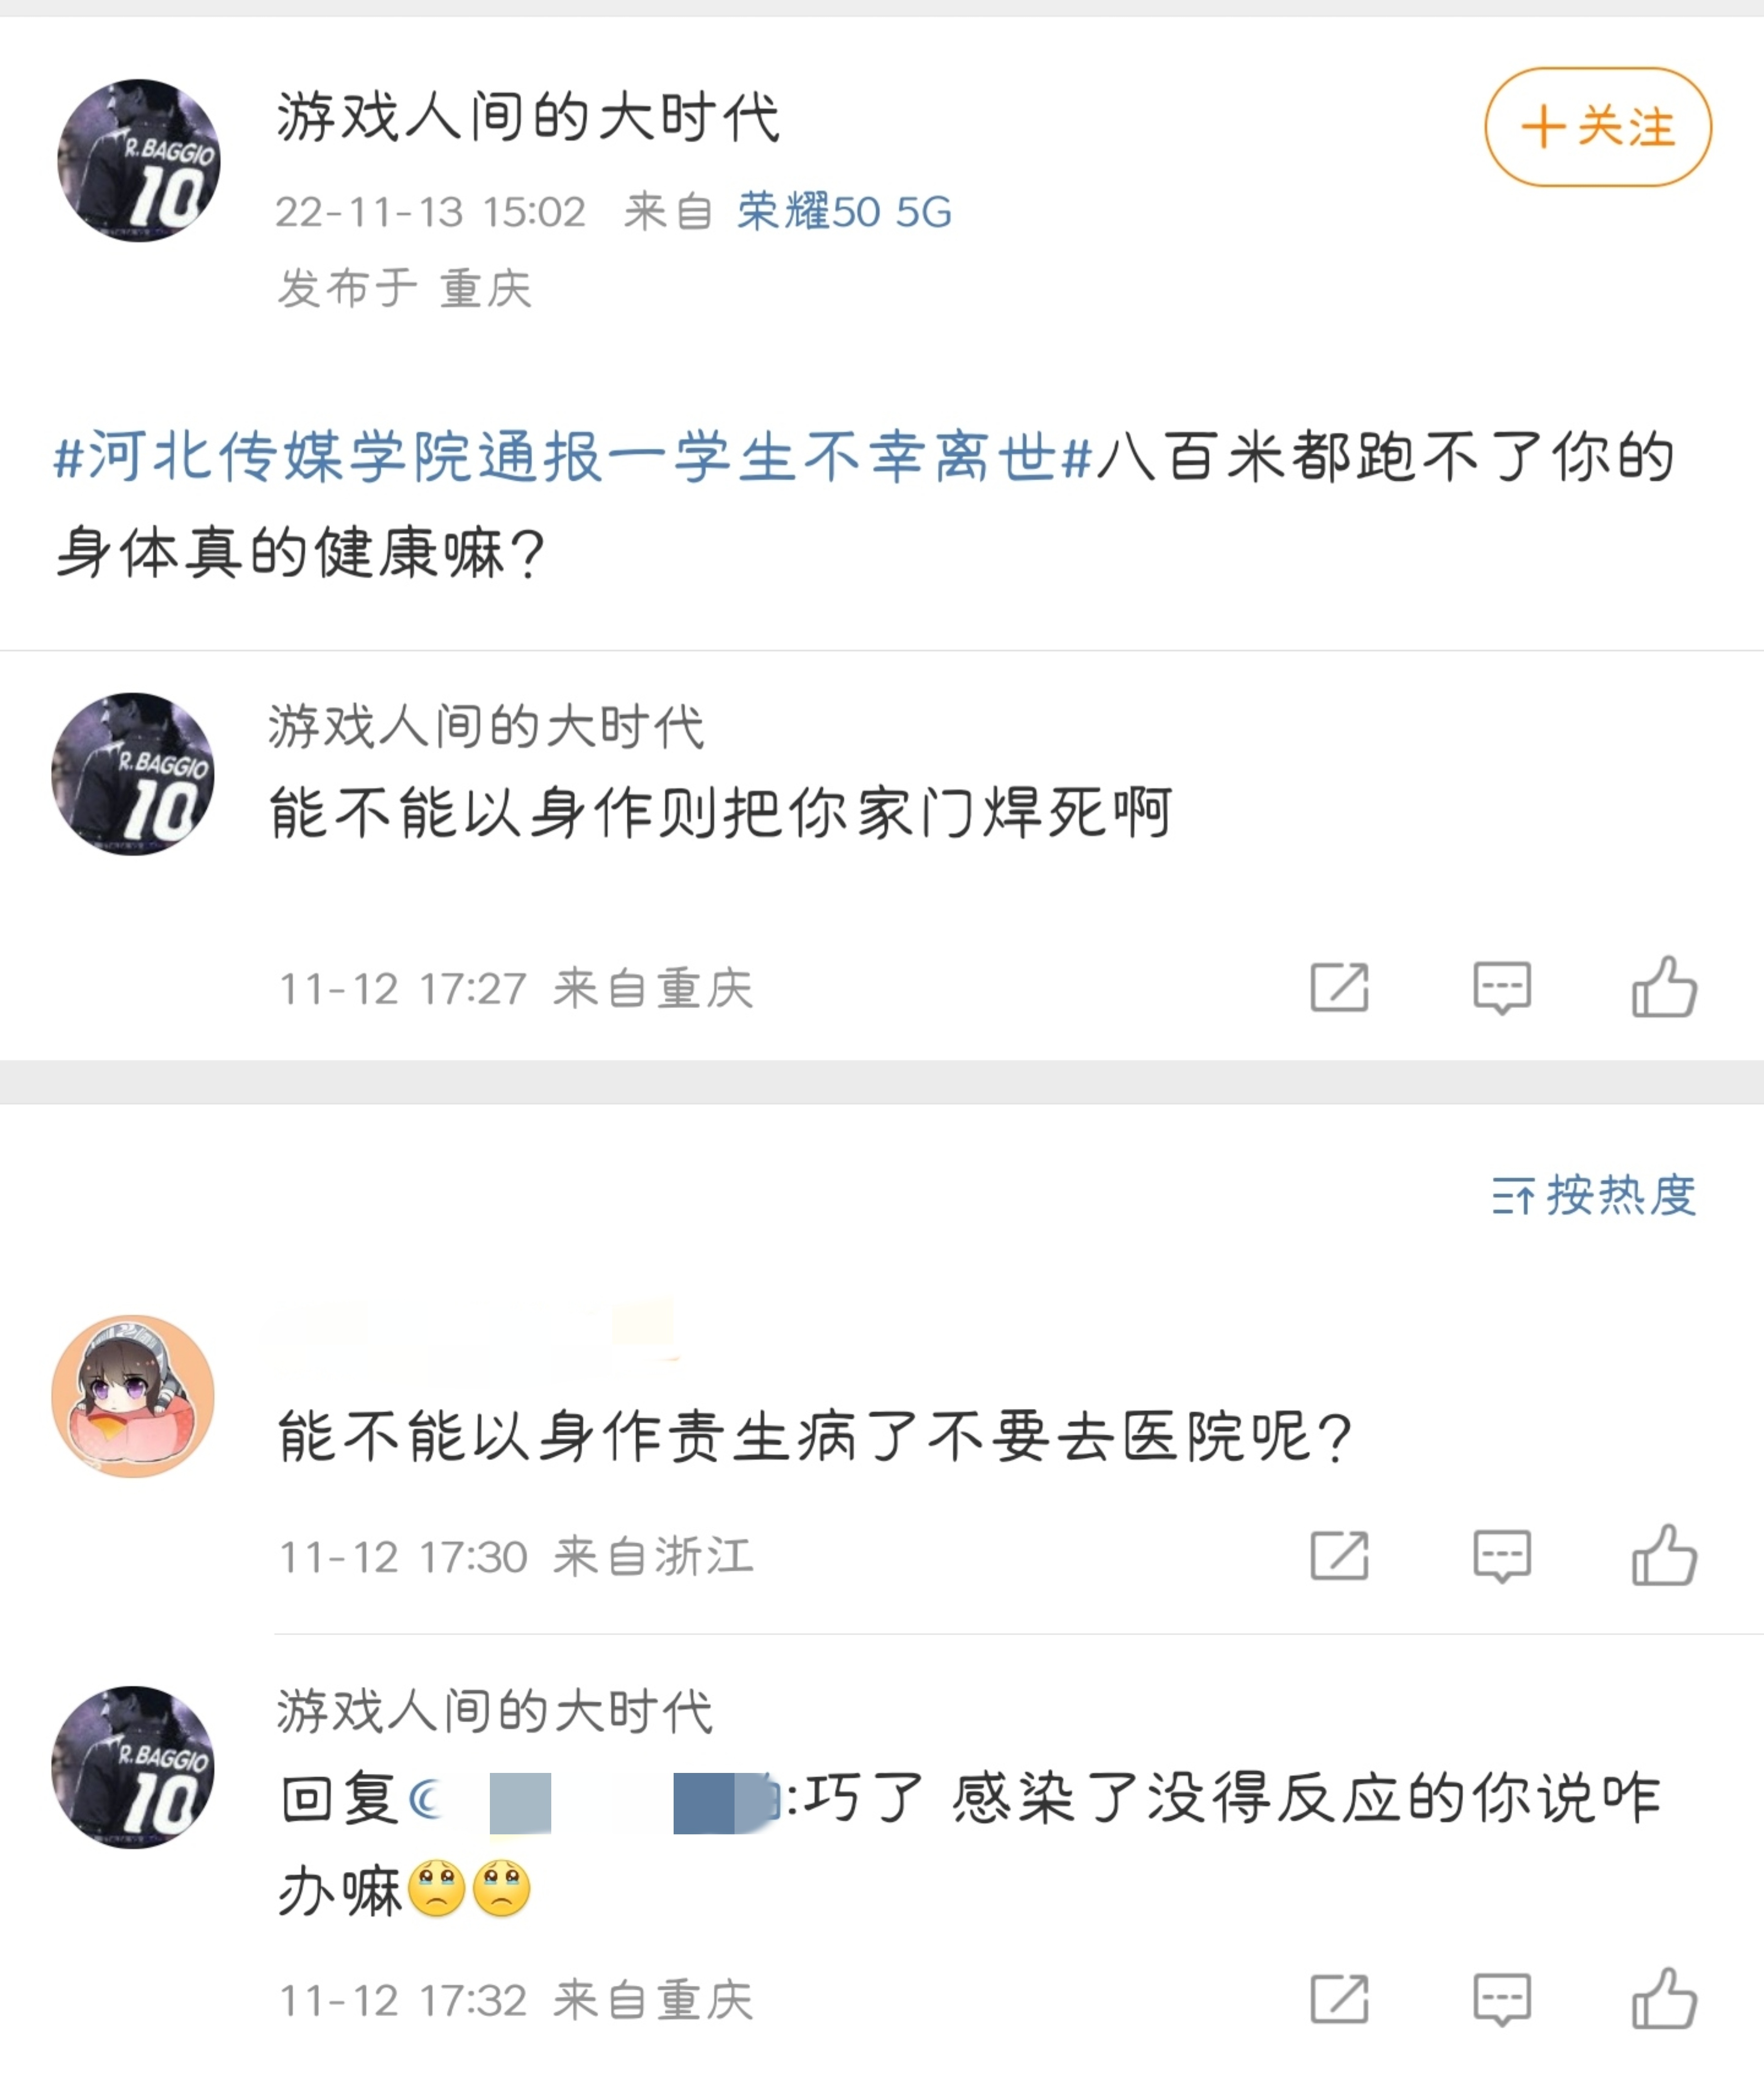 R.BAGGIO
10
游戏人间的大时代
+关注
22-11-13 15:02 来自 荣耀50 5G
发布于 重庆
#河北传媒学院通报一学生不幸离世#八百米都跑不了你的
身体真的健康嘛?
R.BAGGIO
10
游戏人间的大时代
能不能以身作则把你家门焊死啊
11-12 17:27 来自重庆
按热度
能不能以身作责生病了不要去医院呢?
11-12 17:30 来自浙江
R.BAGGIO
10
游戏人间的大时代
回复@ :巧了 感染了没得反应的你说咋
办嘛🥺🥺
11-12 17:32 来自重庆